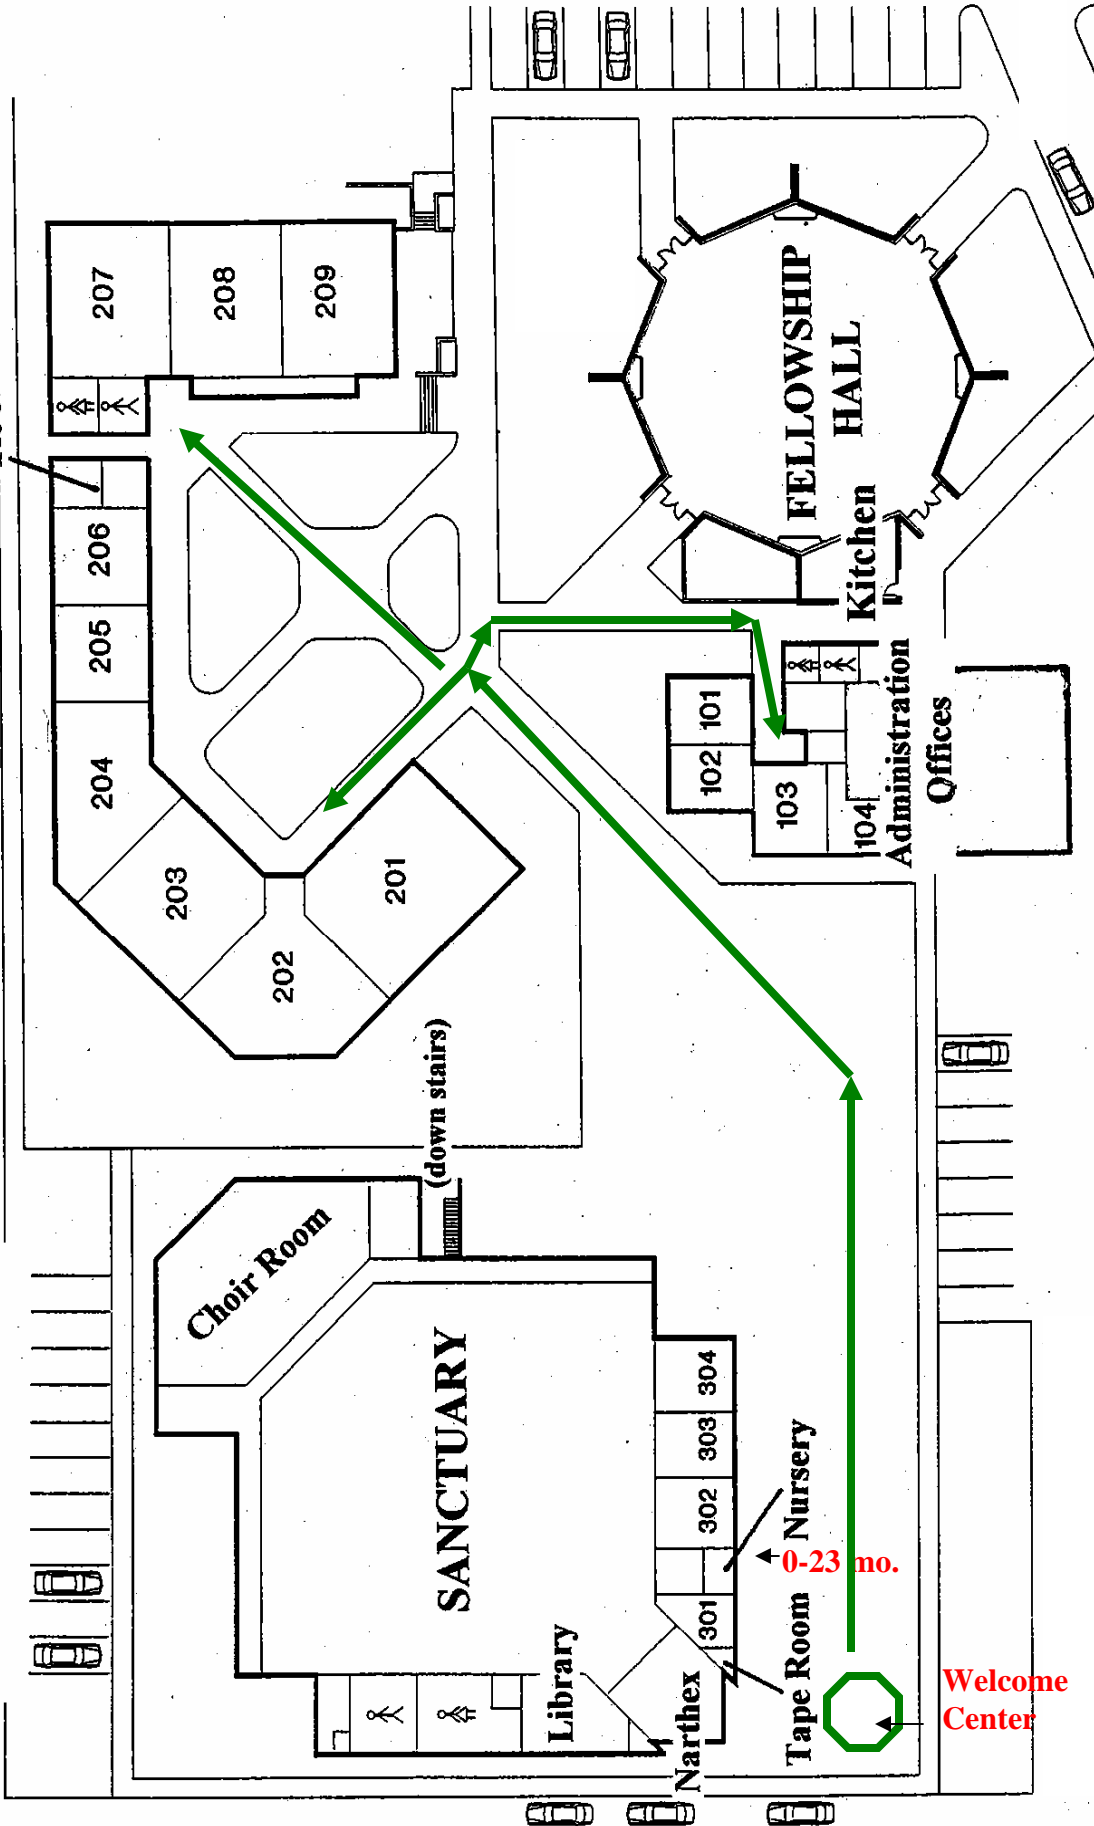 207
208
209
206
205
204
203
202
201
FELLOWSHIP
HALL
Kitchen
101
102
103
104
Administration
Offices
(down stairs)
Choir Room
SANCTUARY
304
303
302
301
Nursery
0-23 mo.
Tape Room
Library
Narthex
Welcome
Center